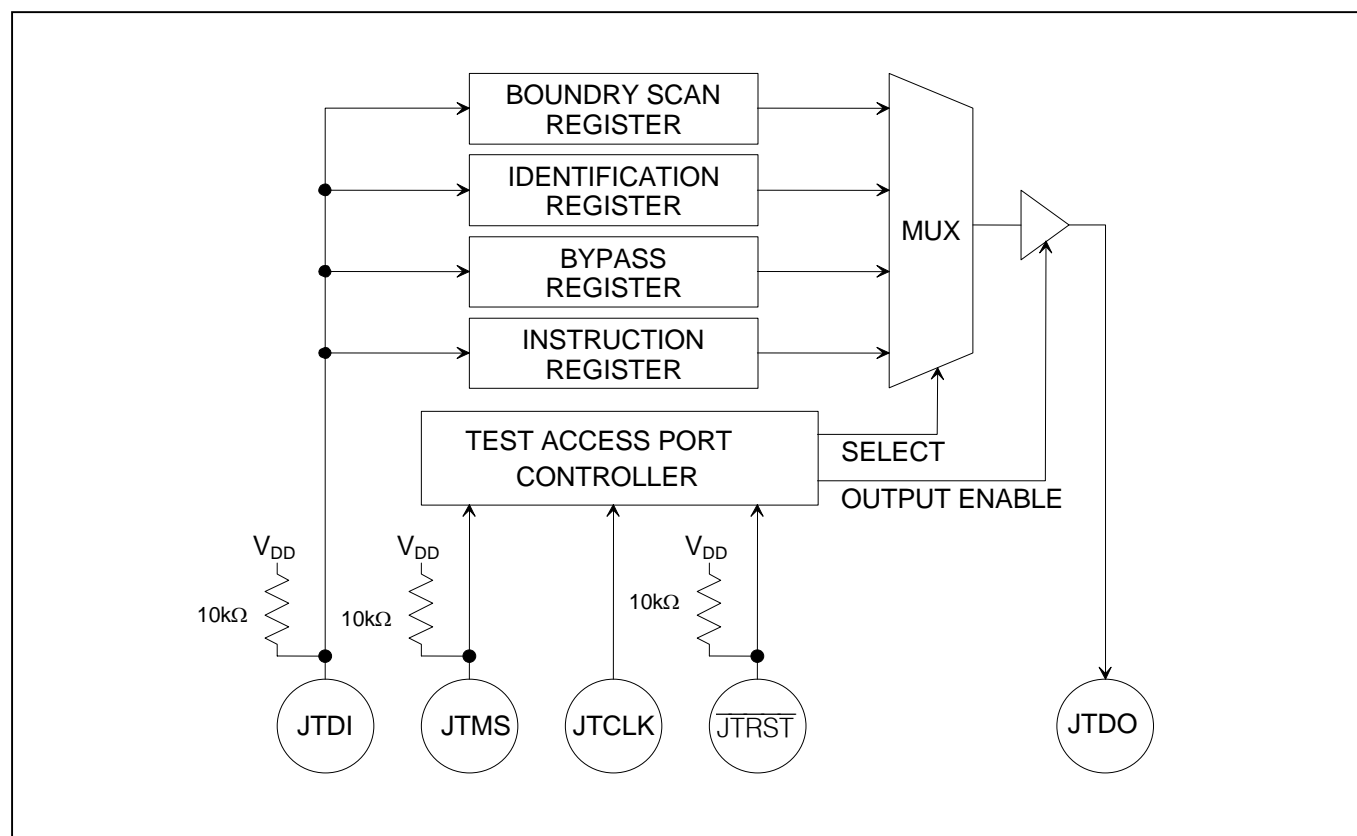 BOUNDRY SCAN
REGISTER
IDENTIFICATION
REGISTER
BYPASS
REGISTER
INSTRUCTION
REGISTER
MUX
TEST ACCESS PORT
CONTROLLER
SELECT
OUTPUT ENABLE
VDD
10kΩ
VDD
10kΩ
VDD
10kΩ
JTDI
JTMS
JTCLK
JTRST
JTDO